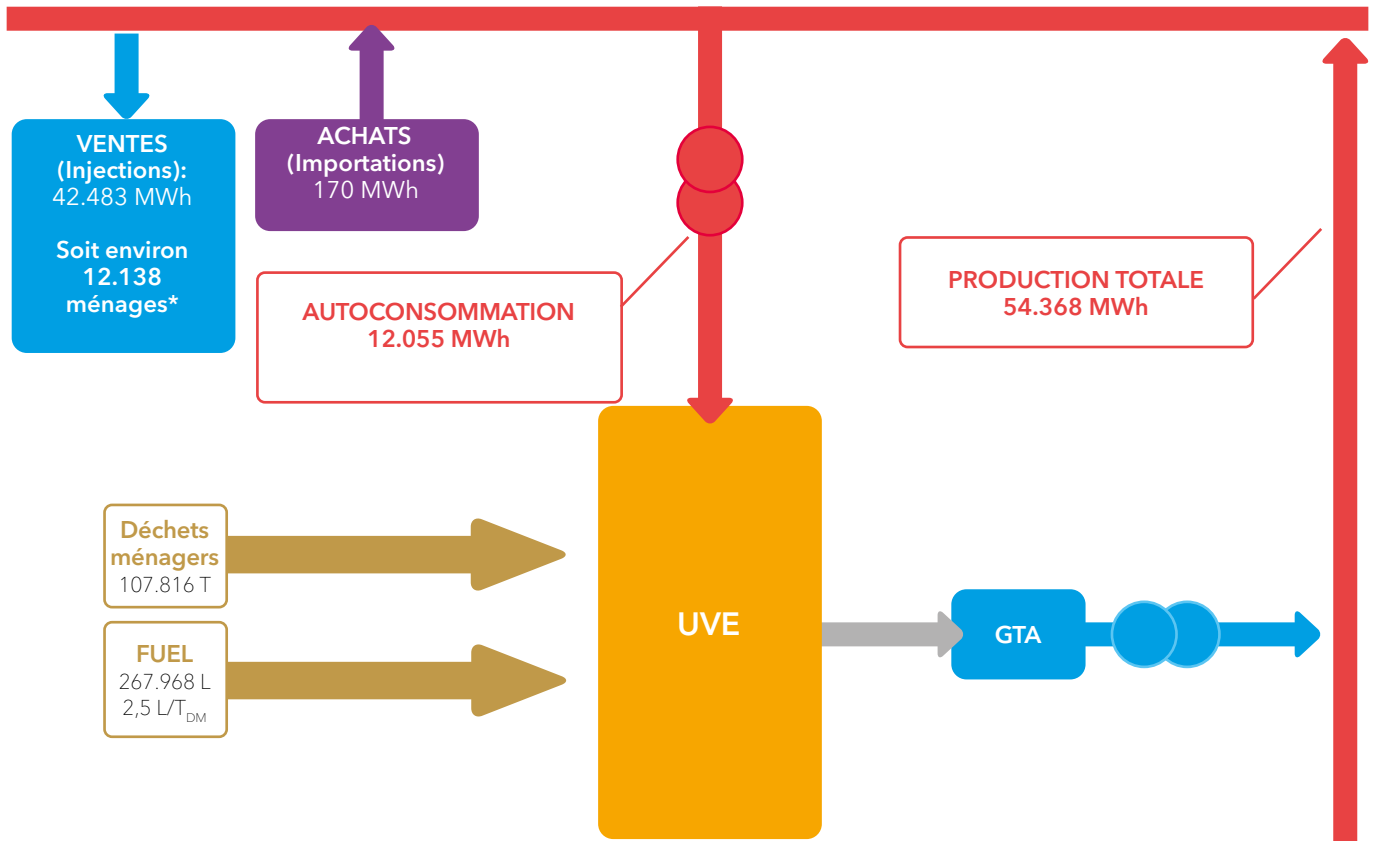 VENTES
(Injections):
42.483 MWh
Soit environ
12.138
ménages*
ACHATS
(Importations)
170 MWh
AUTOCONSOMMATION
12.055 MWh
PRODUCTION TOTALE
54.368 MWh
Déchets
ménagers
107.816 T
FUEL
267.968 L
2,5 L/T_DM
UVE
GTA